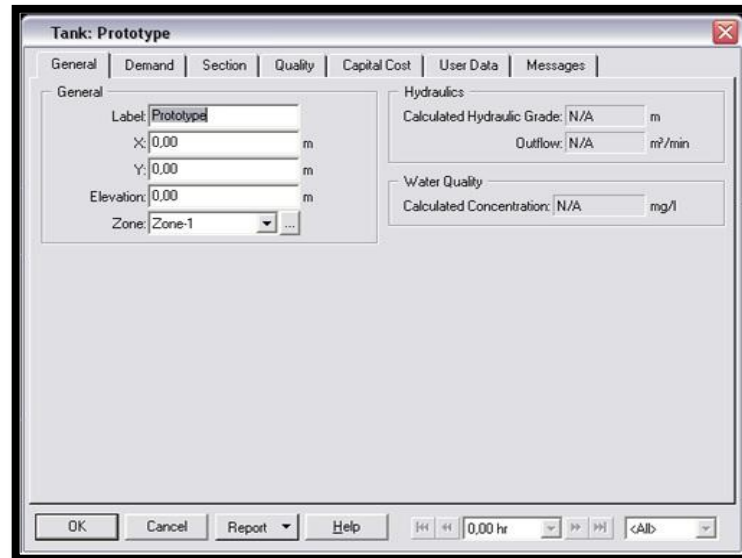 Tank: Prototype
General Demand Section Quality Capital Cost User Data Messages
General
Label: Prototype
X: 0,00 m
Y: 0,00 m
Elevation: 0,00 m
Zone: Zone-1 ...
Hydraulics
Calculated Hydraulic Grade: N/A m
Outflow: N/A m³/min
Water Quality
Calculated Concentration: N/A mg/l
OK Cancel Report Help 0,00 hr <All>